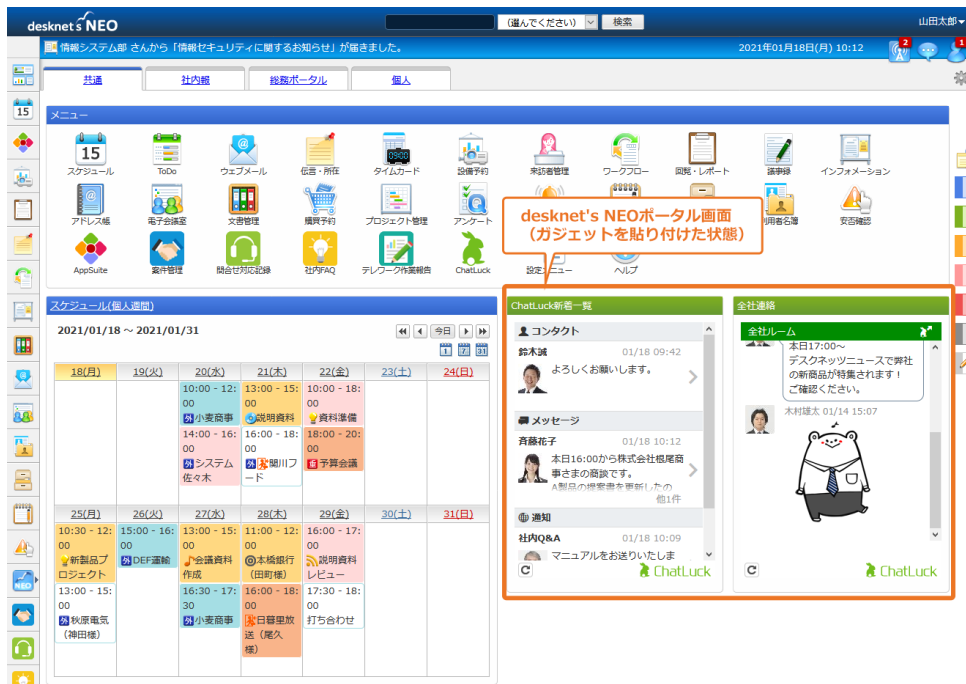 desknet's NEO
(選んでください)
検索
山田太郎
情報システム部 さんから「情報セキュリティに関するお知らせ」が届きました。
2021年01月18日(月) 10:12
2
1
共通
社内報
総務ポータル
個人
15
メニュー
15
スケジュール
ToDo
ウェブメール
伝言・所在
09:00
タイムカード
設備予約
来訪者管理
ワークフロー
回覧・レポート
議事録
インフォメーション
アドレス帳
電子会議室
文書管理
購買予約
プロジェクト管理
アンケート
利用者名簿
安否確認
AppSuite
案件管理
問合せ対応記録
社内FAQ
テレワーク作業報告
ChatLuck
設定メニュー
ヘルプ
desknet's NEOポータル画面
（ガジェットを貼り付けた状態）
スケジュール(個人週間)
2021/01/18 ～ 2021/01/31
今日
1 7 31
18(月) 19(火) 20(水) 21(木) 22(金) 23(土) 24(日)
10:00 - 12:00
外小麦商事
14:00 - 16:00
外システム佐々木
13:00 - 15:00
説明資料
16:00 - 18:00
外関川フード
10:00 - 18:00
資料準備
18:00 - 20:00
予算会議
25(月) 26(火) 27(水) 28(木) 29(金) 30(土) 31(日)
10:30 - 12:00
新製品プロジェクト
13:00 - 15:00
外秋原電気（神田様）
15:00 - 16:00
外DEF運輸
13:00 - 15:00
会議資料作成
16:30 - 17:30
外小麦商事
11:00 - 12:00
本橋銀行（田町様）
16:00 - 18:00
日暮里放送（尾久様）
16:00 - 17:00
説明資料レビュー
17:30 - 18:00
打ち合わせ
ChatLuck新着一覧
コンタクト
鈴木誠 01/18 09:42
よろしくお願いします。
メッセージ
斉藤花子 01/18 10:12
本日16:00から株式会社根尾商
事さまの商談です。
A製品の提案書を更新したの
他1件
通知
社内Q&A 01/18 10:09
マニュアルをお送りいたしま
ChatLuck
全社連絡
全社ルーム
本日17:00～
デスクネッツニュースで弊社
の新商品が特集されます！
ご確認ください。
木村雄太 01/14 15:07
ChatLuck
NEO